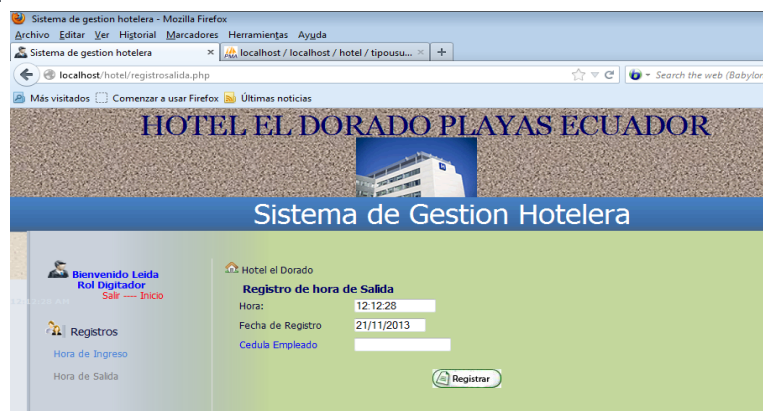 Sistema de gestion hotelera - Mozilla Firefox
Archivo Editar Ver Historial Marcadores Herramientas Ayuda
Sistema de gestion hotelera × localhost / localhost / hotel / tipousu... × +
localhost/hotel/registrosalida.php Search the web (Babylon
Más visitados Comenzar a usar Firefox Últimas noticias
HOTEL EL DORADO PLAYAS ECUADOR
Sistema de Gestion Hotelera
Bienvenido Leida
Rol Digitador
Salir ---- Inicio
Registros
Hora de Ingreso
Hora de Salida
Hotel el Dorado
Registro de hora de Salida
Hora: 12:12:28
Fecha de Registro 21/11/2013
Cedula Empleado
Registrar